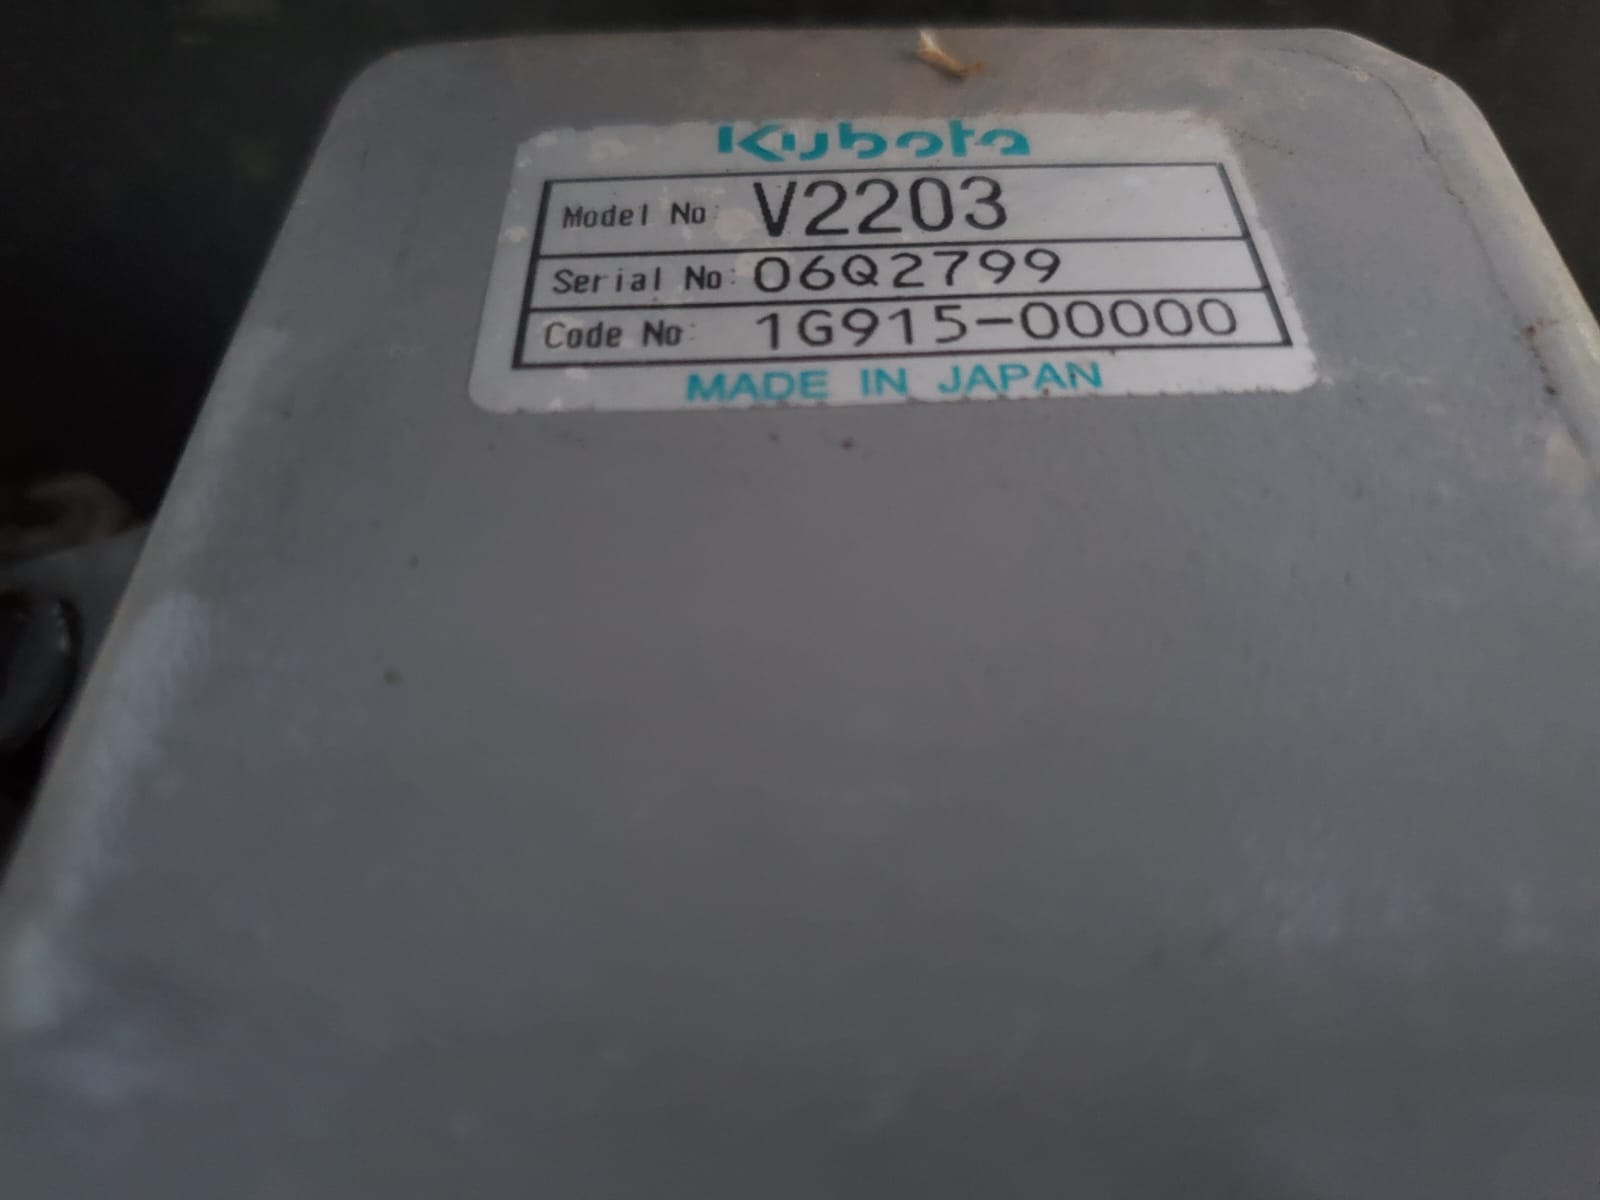 Kubota
Model No: V2203
Serial No: 06Q2799
Code No: 1G915-00000
MADE IN JAPAN